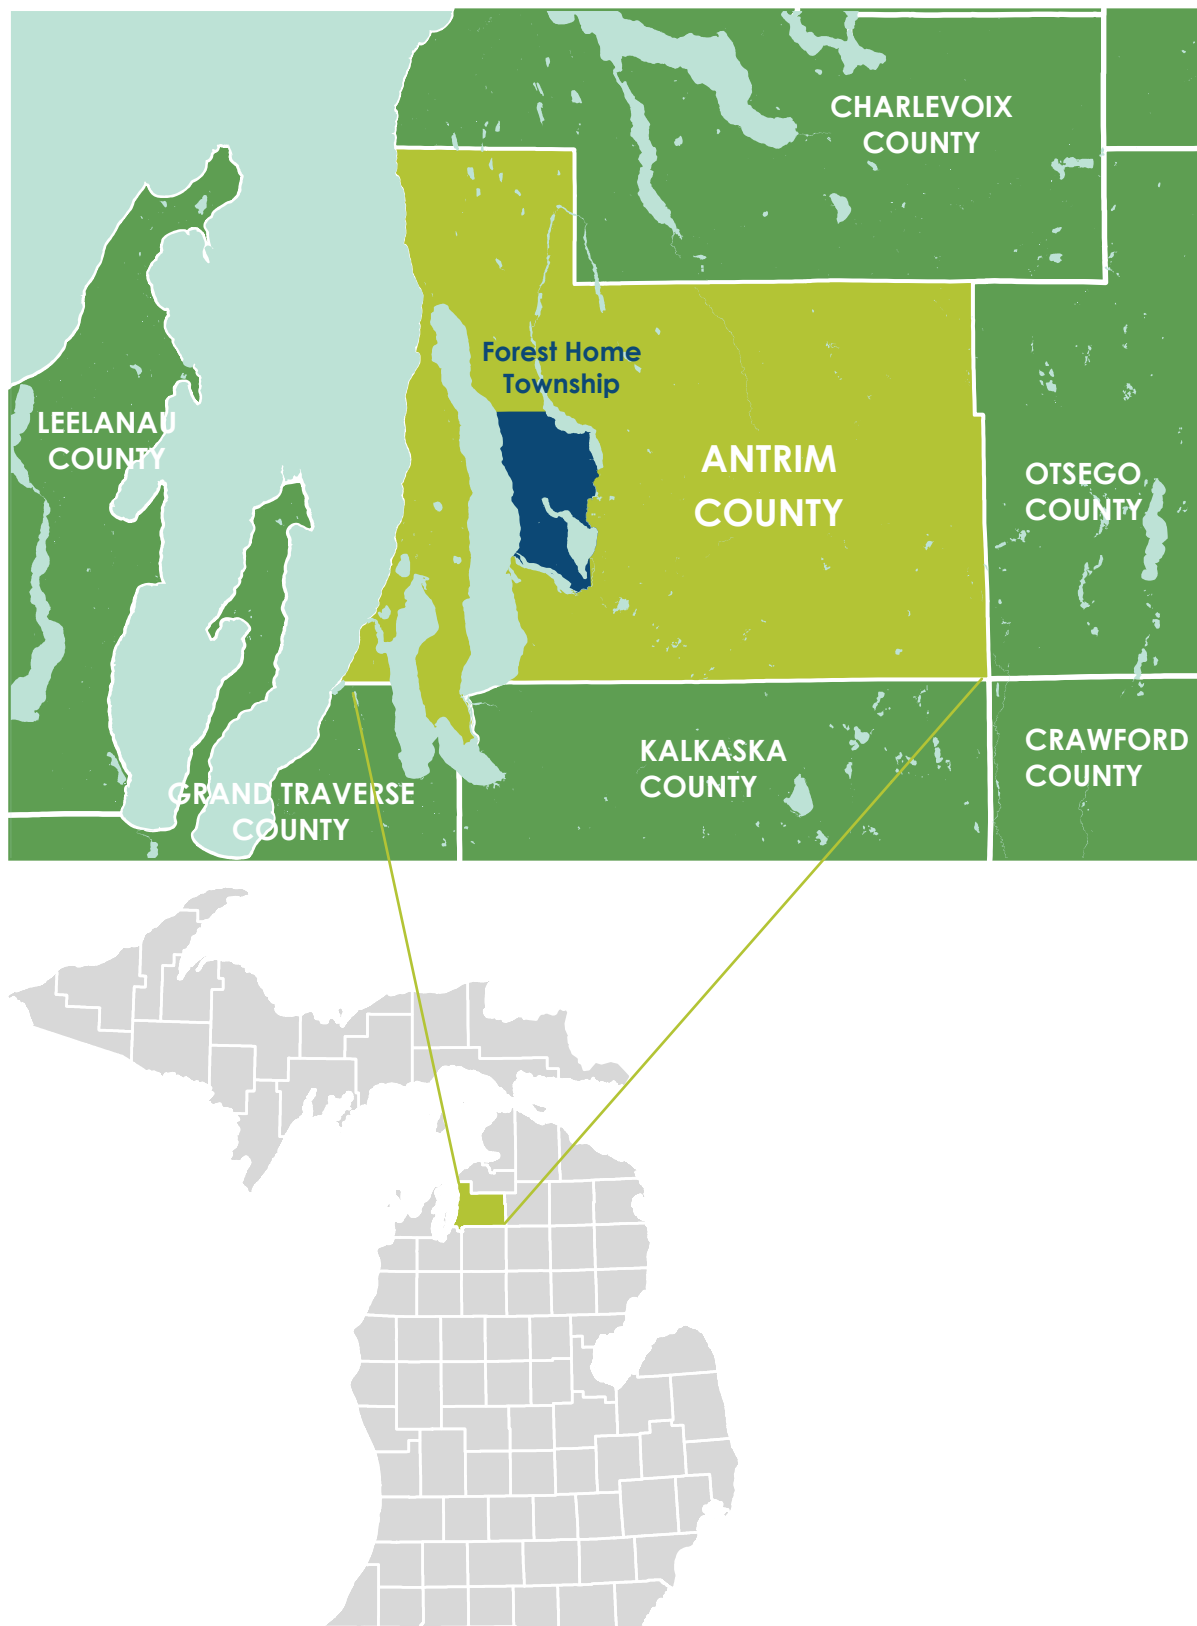 CHARLEVOIX
COUNTY
Forest Home
Township
LEELANAU
COUNTY
ANTRIM
COUNTY
OTSEGO
COUNTY
KALKASKA
COUNTY
CRAWFORD
COUNTY
GRAND TRAVERSE
COUNTY